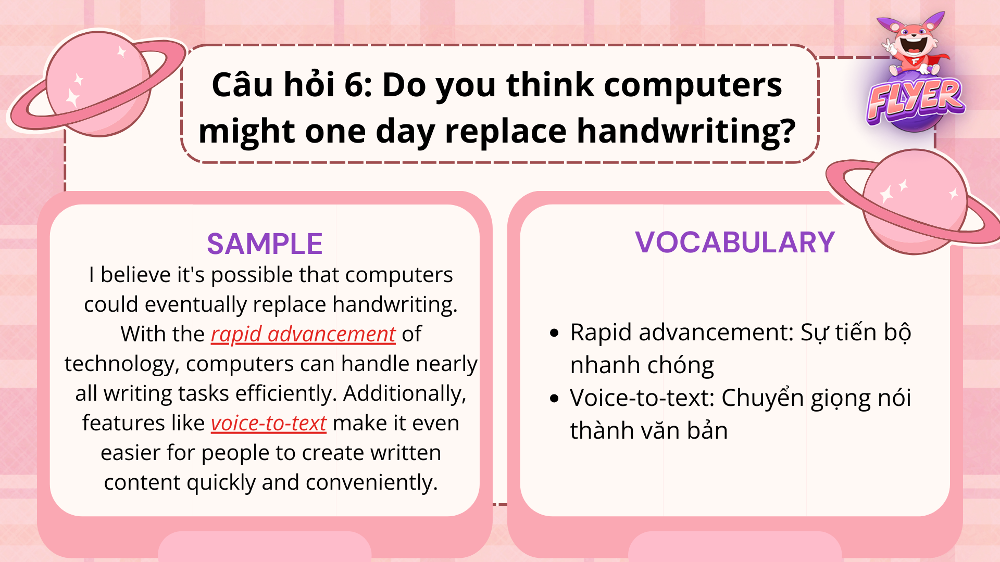 Câu hỏi 6: Do you think computers
might one day replace handwriting?
FLYER
SAMPLE
I believe it's possible that computers
could eventually replace handwriting.
With the rapid advancement of
technology, computers can handle nearly
all writing tasks efficiently. Additionally,
features like voice-to-text make it even
easier for people to create written
content quickly and conveniently.
VOCABULARY
• Rapid advancement: Sự tiến bộ
nhanh chóng
• Voice-to-text: Chuyển giọng nói
thành văn bản